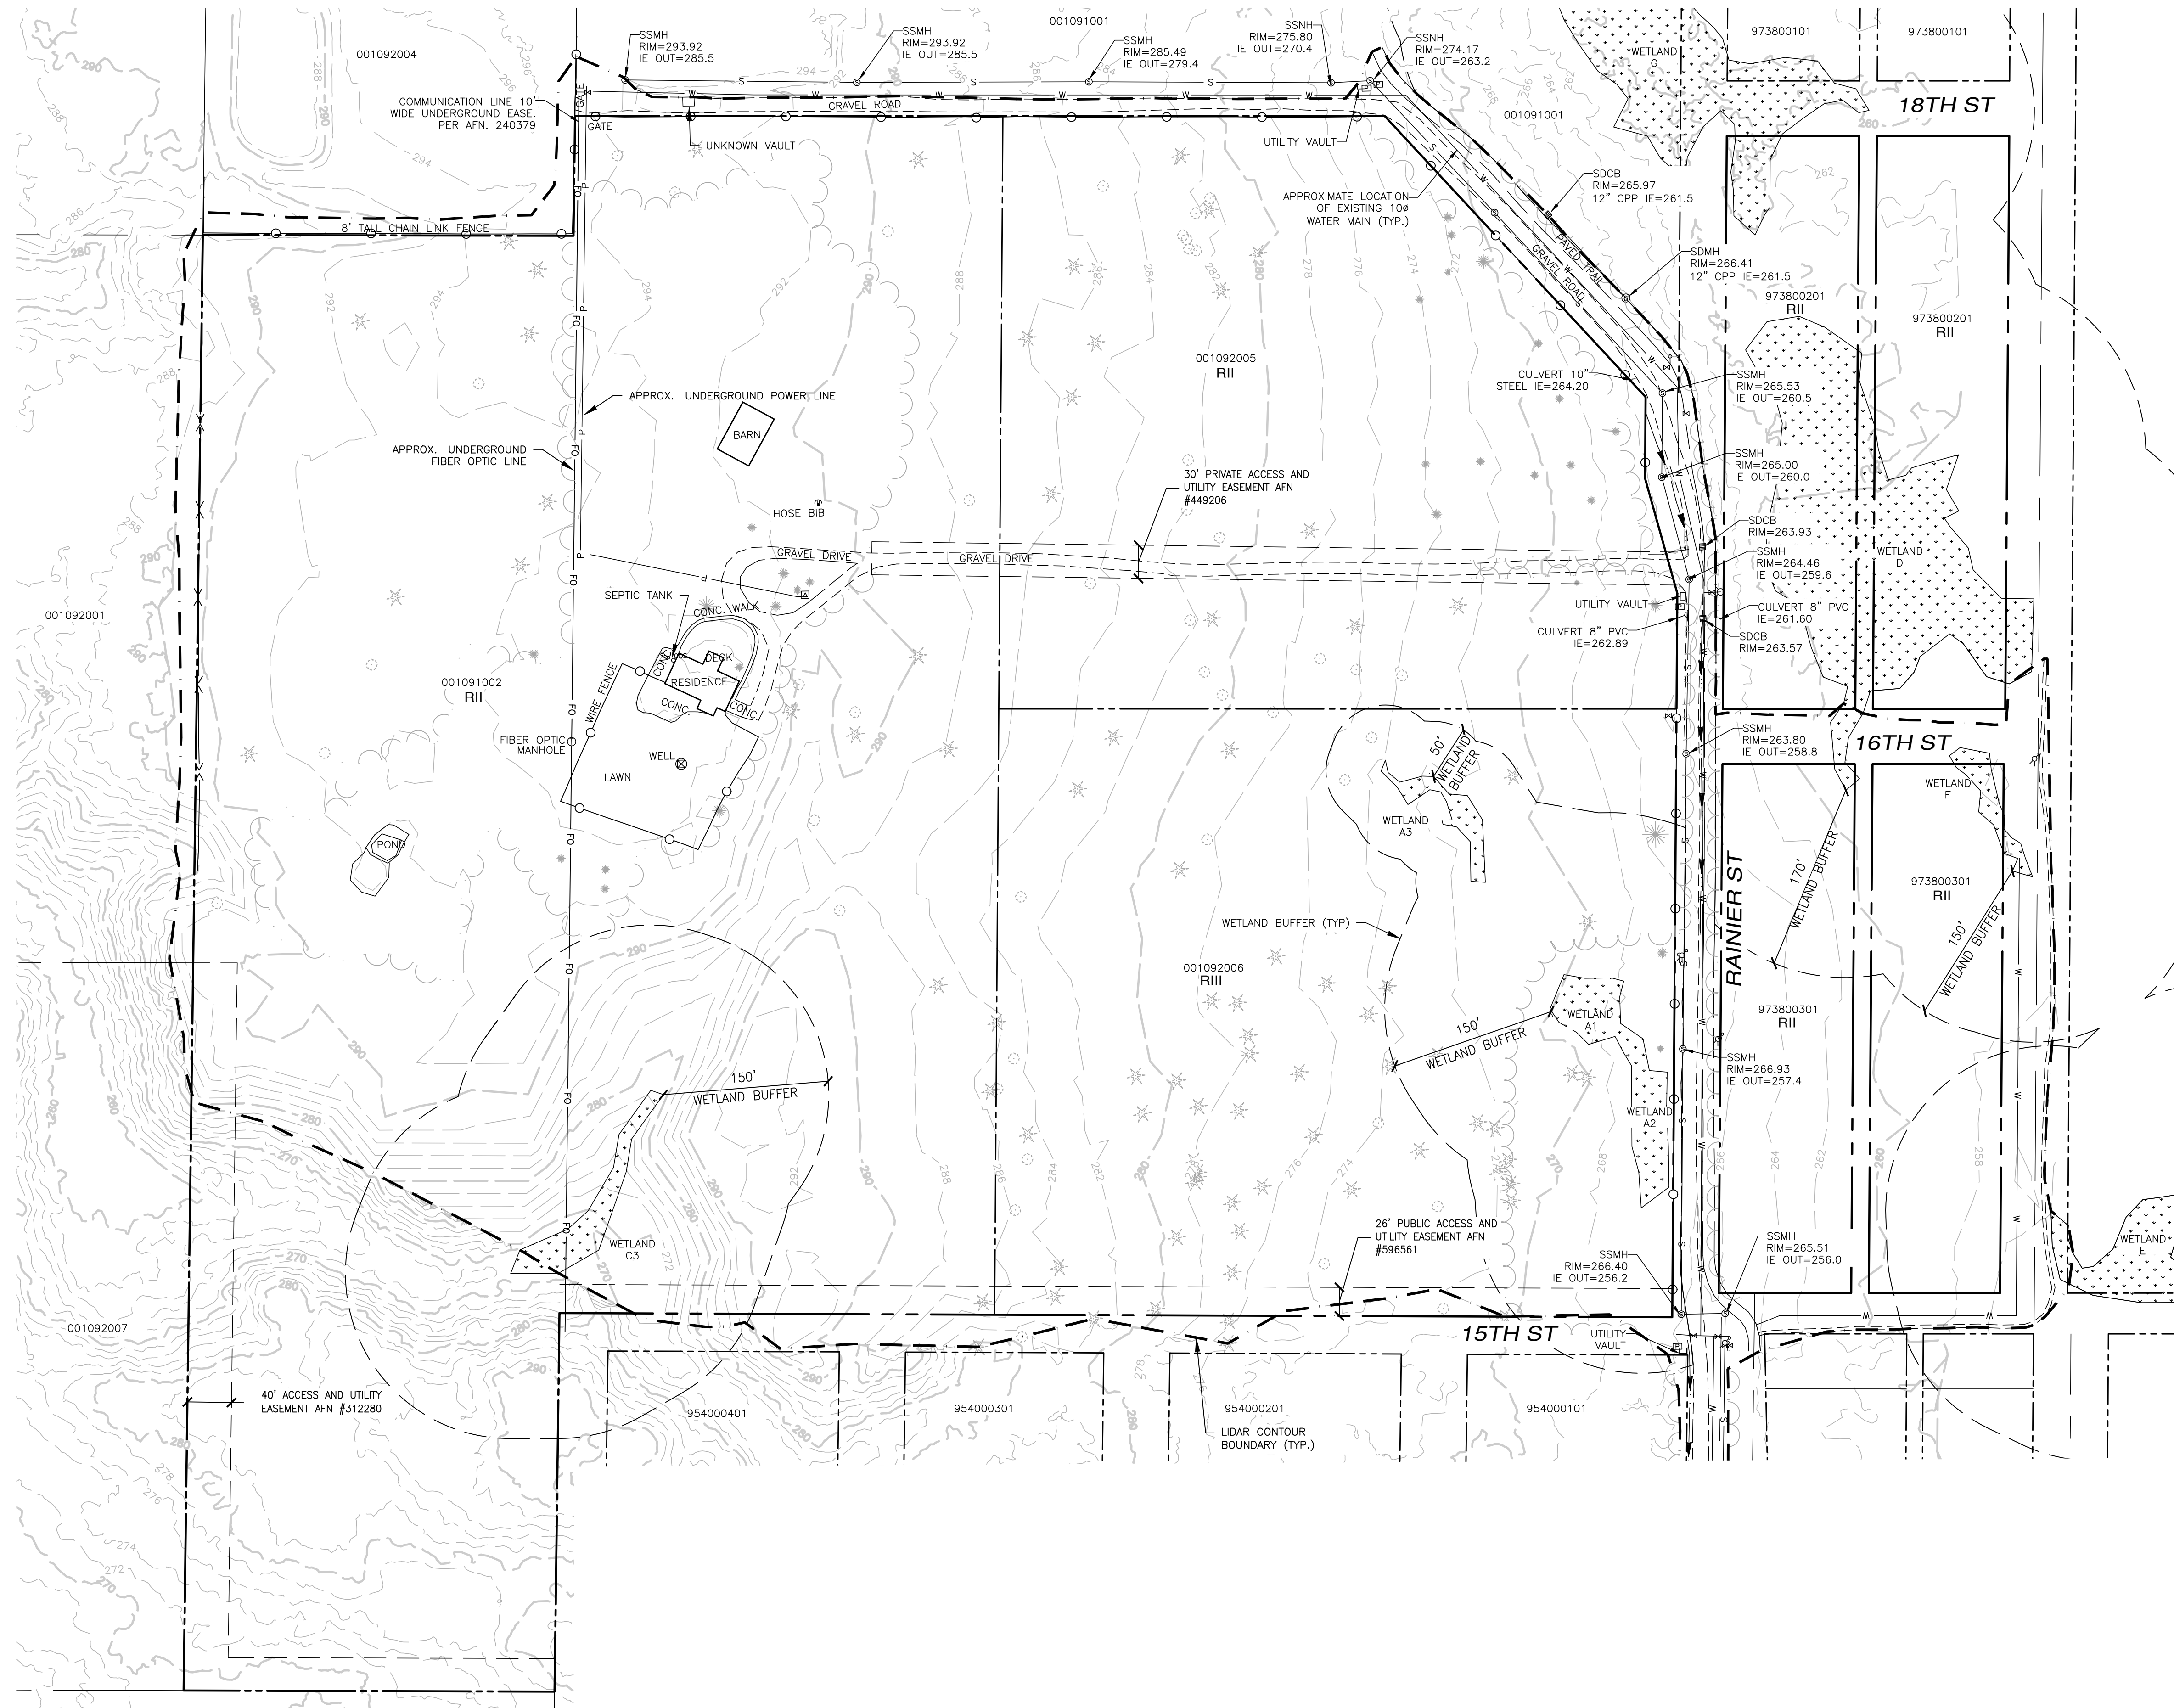 001092004
001091001
973800101
973800101
SSMH
RIM=293.92
IE OUT=285.5
SSMH
RIM=293.92
IE OUT=285.5
SSMH
RIM=285.49
IE OUT=279.4
SSNH
RIM=275.80
IE OUT=270.4
SSNH
RIM=274.17
IE OUT=263.2
WETLAND
G
18TH ST
COMMUNICATION LINE 10'
WIDE UNDERGROUND EASE.
PER AFN. 240379
GATE
GATE
GRAVEL ROAD
UNKNOWN VAULT
UTILITY VAULT
001091001
SDCB
RIM=265.97
12" CPP IE=261.5
APPROXIMATE LOCATION
OF EXISTING 10ø
WATER MAIN (TYP.)
PAVED TRAIL
GRAVEL ROAD
8' TALL CHAIN LINK FENCE
SDMH
RIM=266.41
12" CPP IE=261.5
973800201
RII
973800201
RII
001092005
RII
CULVERT 10"
STEEL IE=264.20
SSMH
RIM=265.53
IE OUT=260.5
APPROX. UNDERGROUND POWER LINE
BARN
APPROX. UNDERGROUND
FIBER OPTIC LINE
30' PRIVATE ACCESS AND
UTILITY EASEMENT AFN
#449206
SSMH
RIM=265.00
IE OUT=260.0
HOSE BIB
SDCB
RIM=263.93
GRAVEL DRIVE
GRAVEL DRIVE
SSMH
RIM=264.46
IE OUT=259.6
WETLAND
D
SEPTIC TANK
CONC. WALK
UTILITY VAULT
CULVERT 8" PVC
IE=261.60
001092001
CULVERT 8" PVC
IE=262.89
SDCB
RIM=263.57
CONC.
DECK
RESIDENCE
001091002
RII
WIRE FENCE
CONC.
CONC.
FIBER OPTIC
MANHOLE
WELL
LAWN
SSMH
RIM=263.80
IE OUT=258.8
16TH ST
50'
WETLAND
BUFFER
WETLAND
A3
WETLAND
F
POND
RAINIER ST
170'
WETLAND BUFFER
973800301
RII
150'
WETLAND BUFFER
WETLAND BUFFER (TYP)
001092006
RIII
WETLAND
A1
973800301
RII
150'
WETLAND BUFFER
SSMH
RIM=266.93
IE OUT=257.4
150'
WETLAND BUFFER
WETLAND
A2
WETLAND
C3
26' PUBLIC ACCESS AND
UTILITY EASEMENT AFN
#596561
SSMH
RIM=266.40
IE OUT=256.2
SSMH
RIM=265.51
IE OUT=256.0
WETLAND
E
001092007
15TH ST
UTILITY
VAULT
40' ACCESS AND UTILITY
EASEMENT AFN #312280
954000401
954000301
954000201
954000101
LIDAR CONTOUR
BOUNDARY (TYP.)